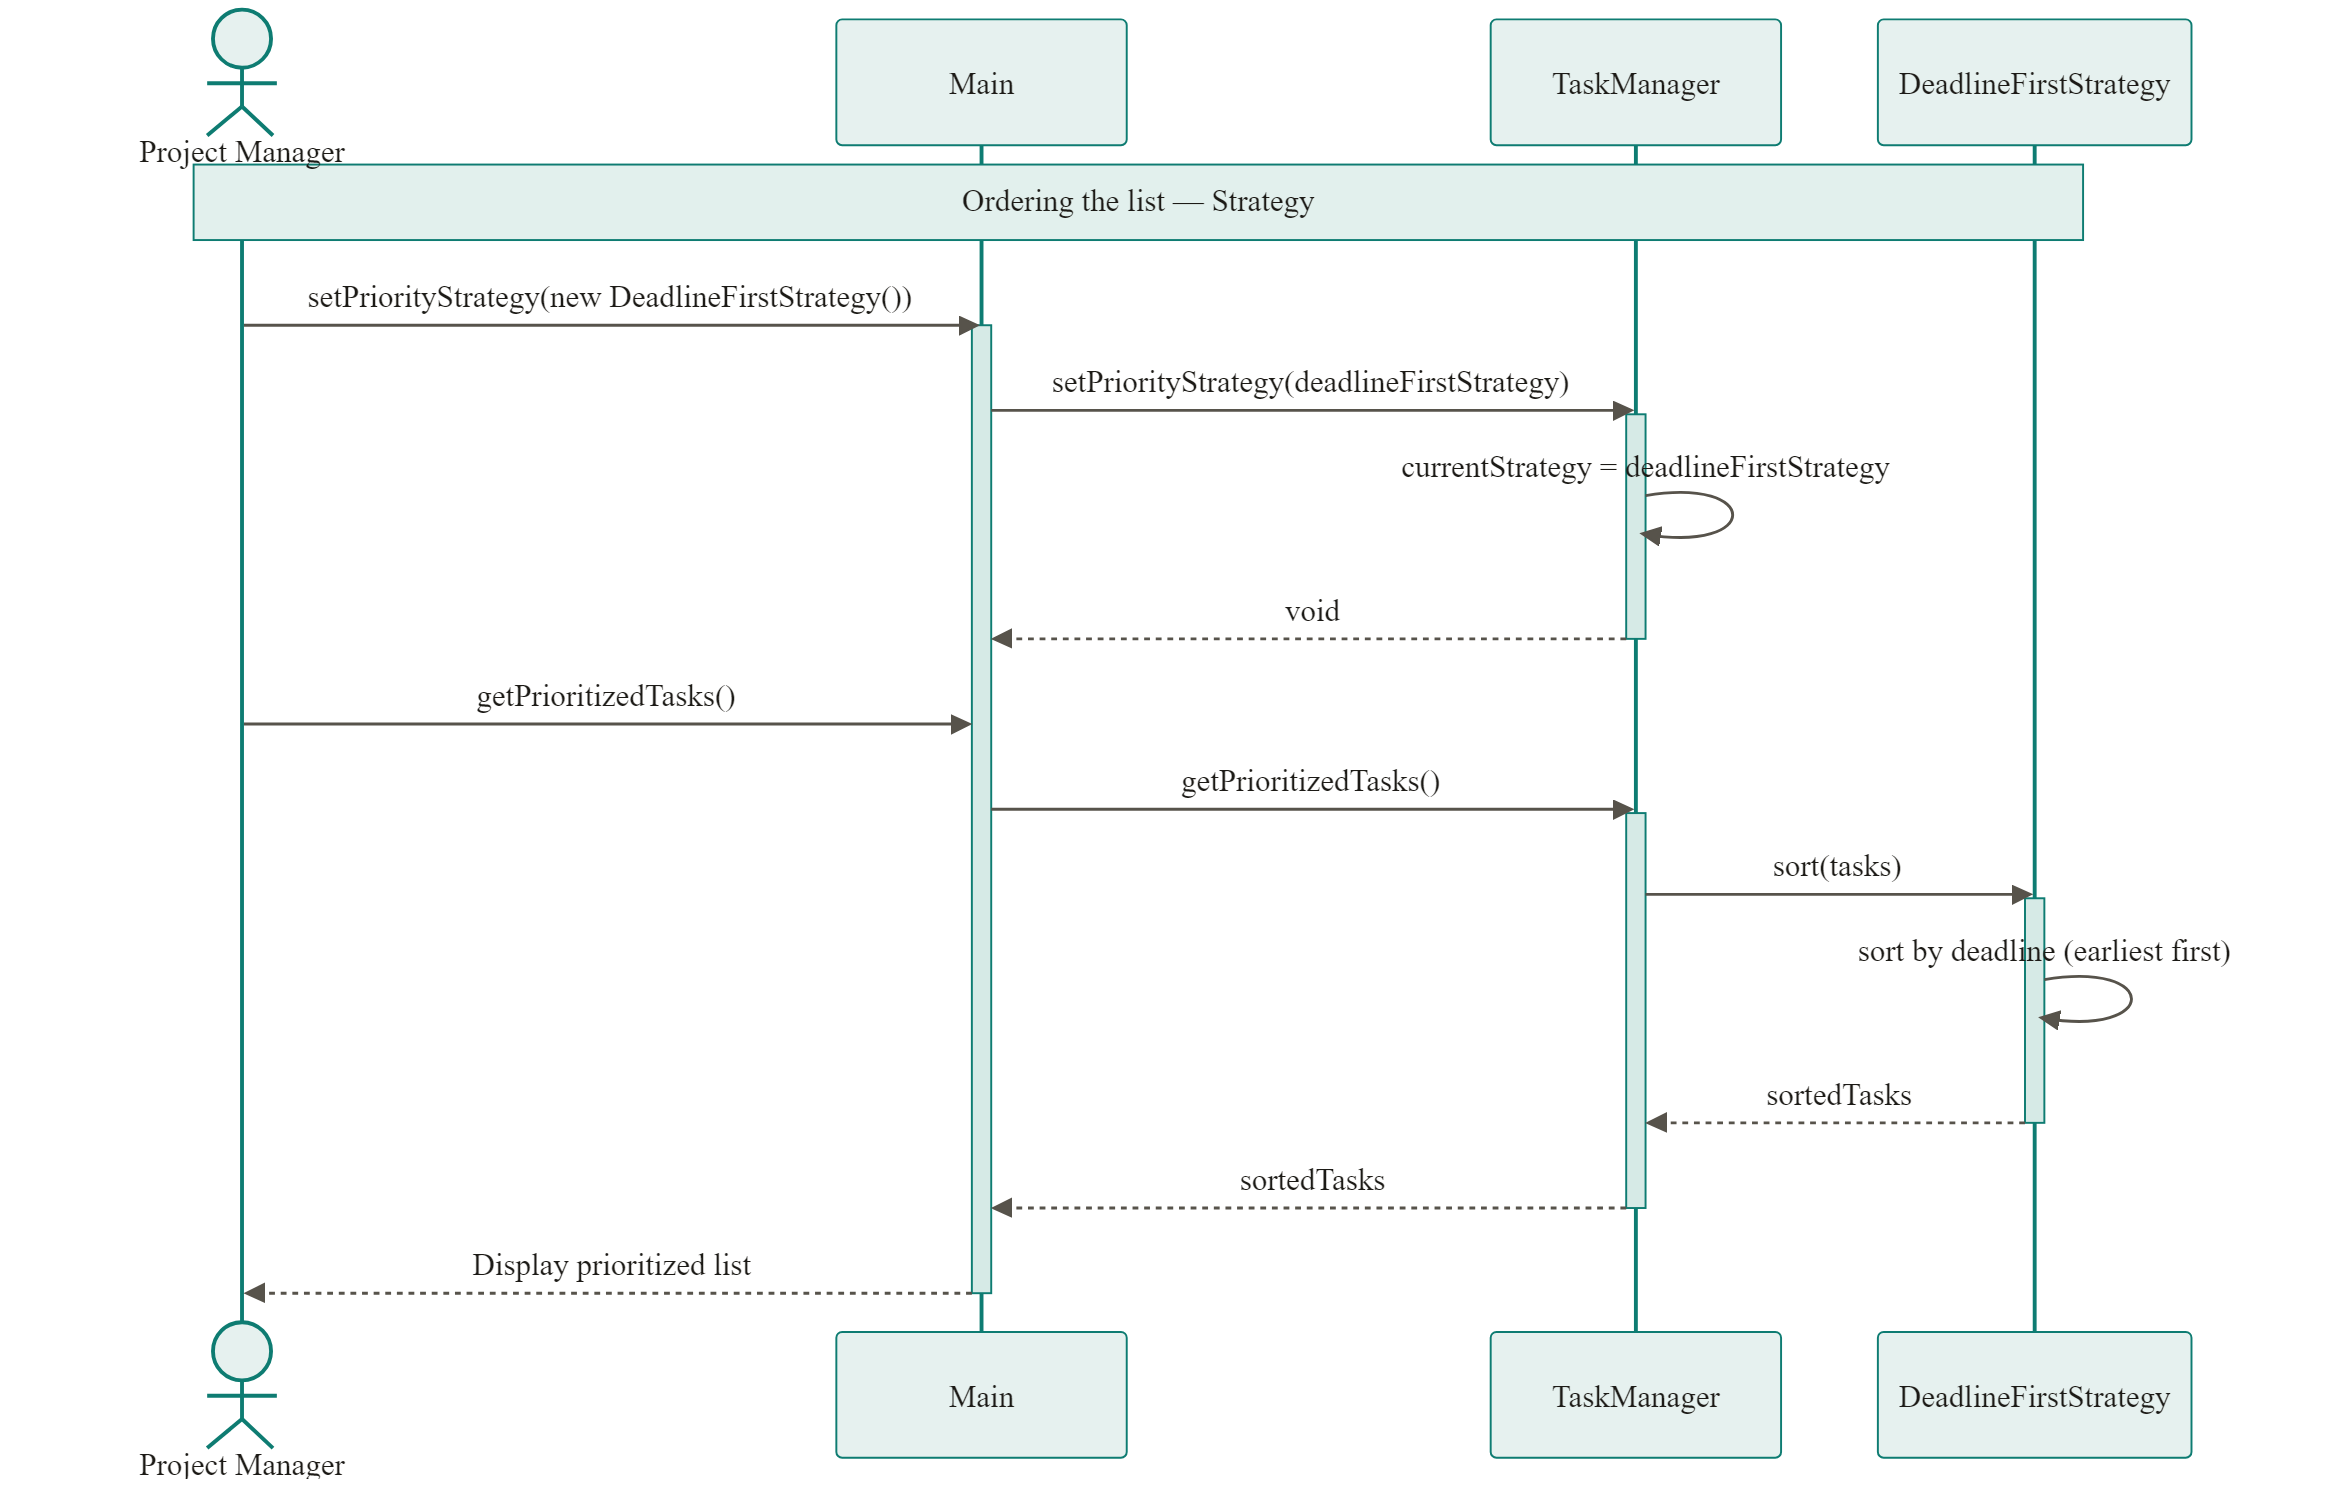 Project Manager
Main
TaskManager
DeadlineFirstStrategy
Ordering the list — Strategy
setPriorityStrategy(new DeadlineFirstStrategy())
setPriorityStrategy(deadlineFirstStrategy)
currentStrategy = deadlineFirstStrategy
void
getPrioritizedTasks()
getPrioritizedTasks()
sort(tasks)
sort by deadline (earliest first)
sortedTasks
sortedTasks
Display prioritized list
Project Manager
Main
TaskManager
DeadlineFirstStrategy